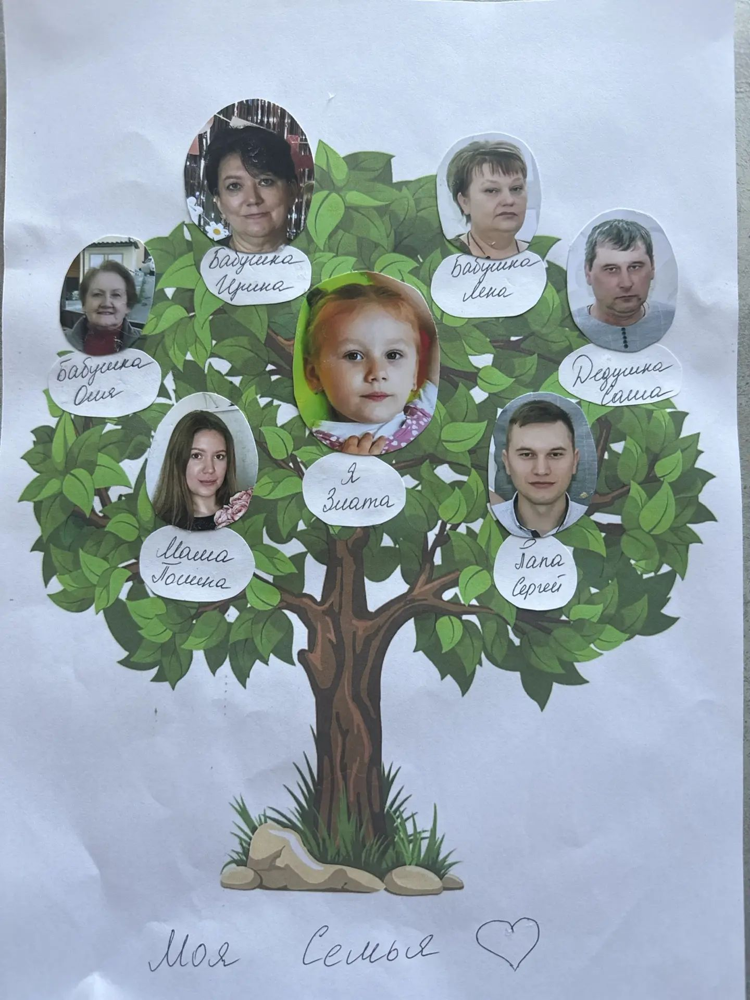 Бабушка
Ирина
Бабушка
Лена
Бабушка
Оля
Дедушка
Саша
Я
Злата
Мама
Полина
Папа
Сергей
Моя Семья